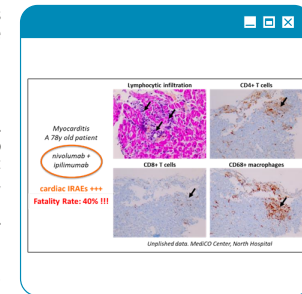 Lymphocytic infiltration
CD4+ T cells
Myocarditis
A 78y old patient
nivolumab +
ipilimumab
cardiac IRAEs +++
Fatality Rate: 40% !!!
CD8+ T cells
CD68+ macrophages
Unplished data. MediCO Center, North Hospital